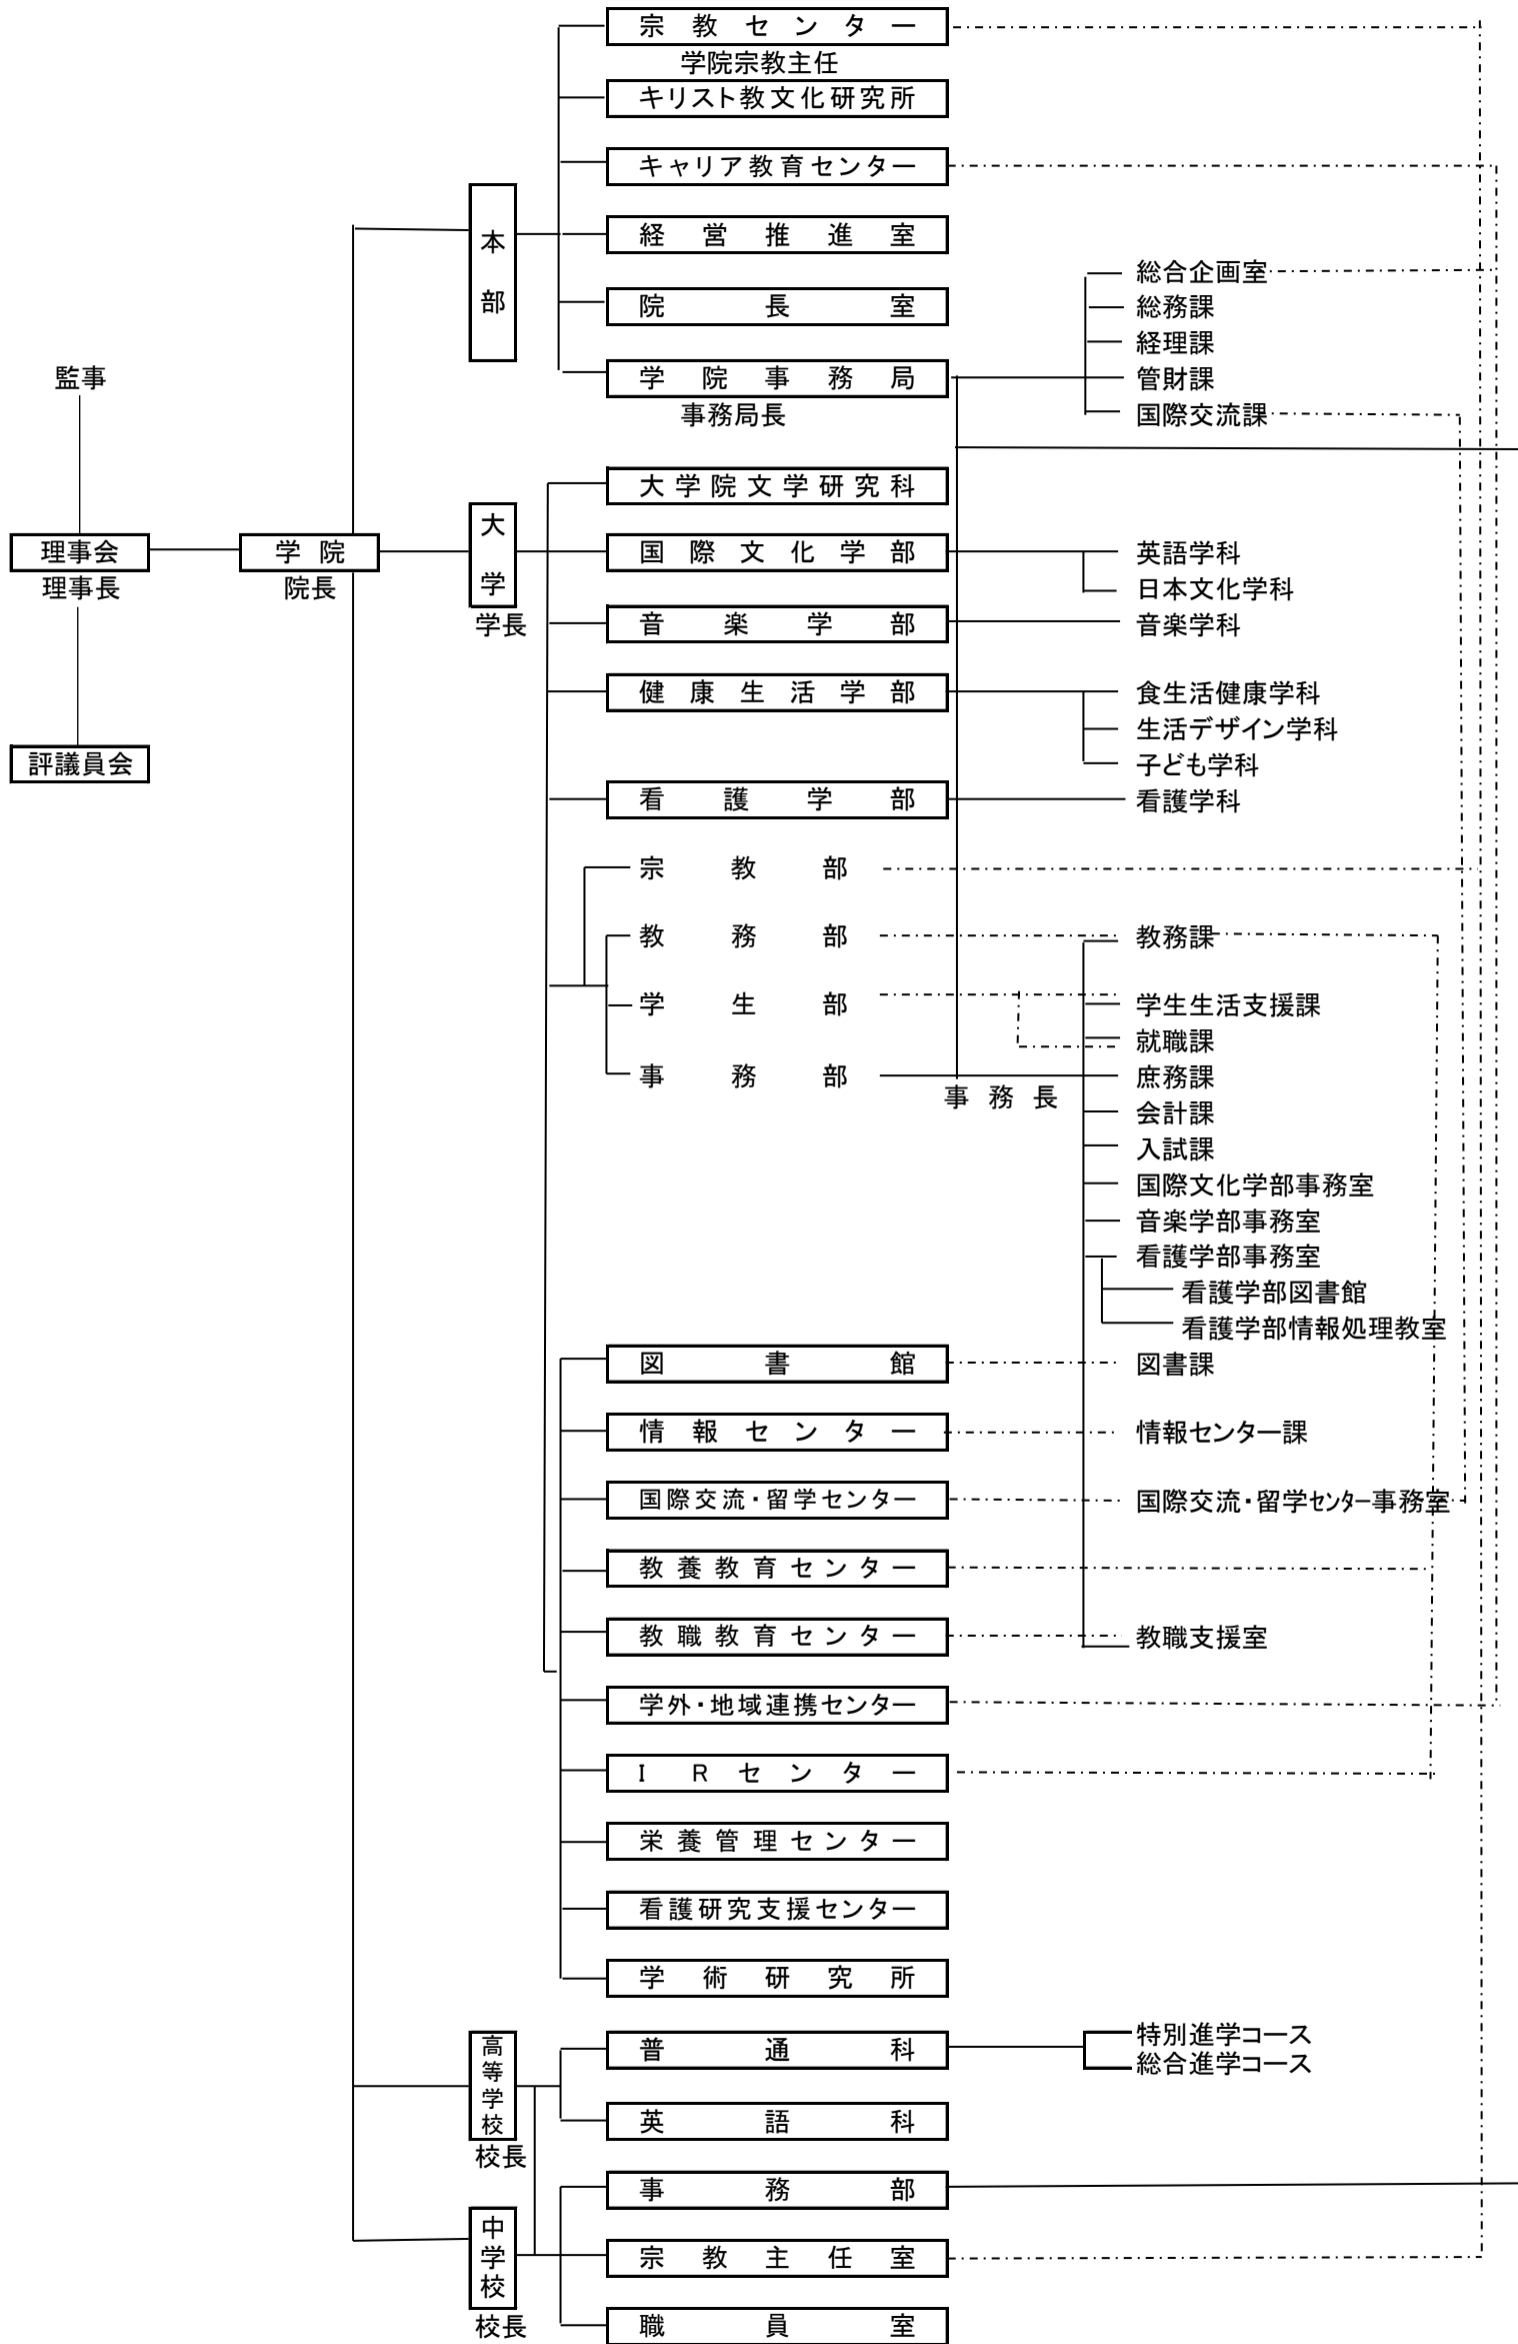 宗教センター
学院宗教主任
キリスト教文化研究所
キャリア教育センター
本部
経営推進室
院長室
学院事務局
事務局長
総合企画室
総務課
経理課
管財課
国際交流課
監事
理事会
理事長
評議員会
学院
院長
大学
学長
大学院文学研究科
国際文化学部
英語学科
日本文化学科
音楽学部
音楽学科
健康生活学部
食生活健康学科
生活デザイン学科
子ども学科
看護学部
看護学科
宗教部
教務部
教務課
学生部
学生生活支援課
就職課
事務部
事務長
庶務課
会計課
入試課
国際文化学部事務室
音楽学部事務室
看護学部事務室
看護学部図書館
看護学部情報処理教室
図書館
図書課
情報センター
情報センター課
国際交流・留学センター
国際交流・留学センター事務室
教養教育センター
教職教育センター
教職支援室
学外・地域連携センター
ＩＲセンター
栄養管理センター
看護研究支援センター
学術研究所
高等学校
校長
普通科
特別進学コース
総合進学コース
英語科
中学校
校長
事務部
宗教主任室
職員室